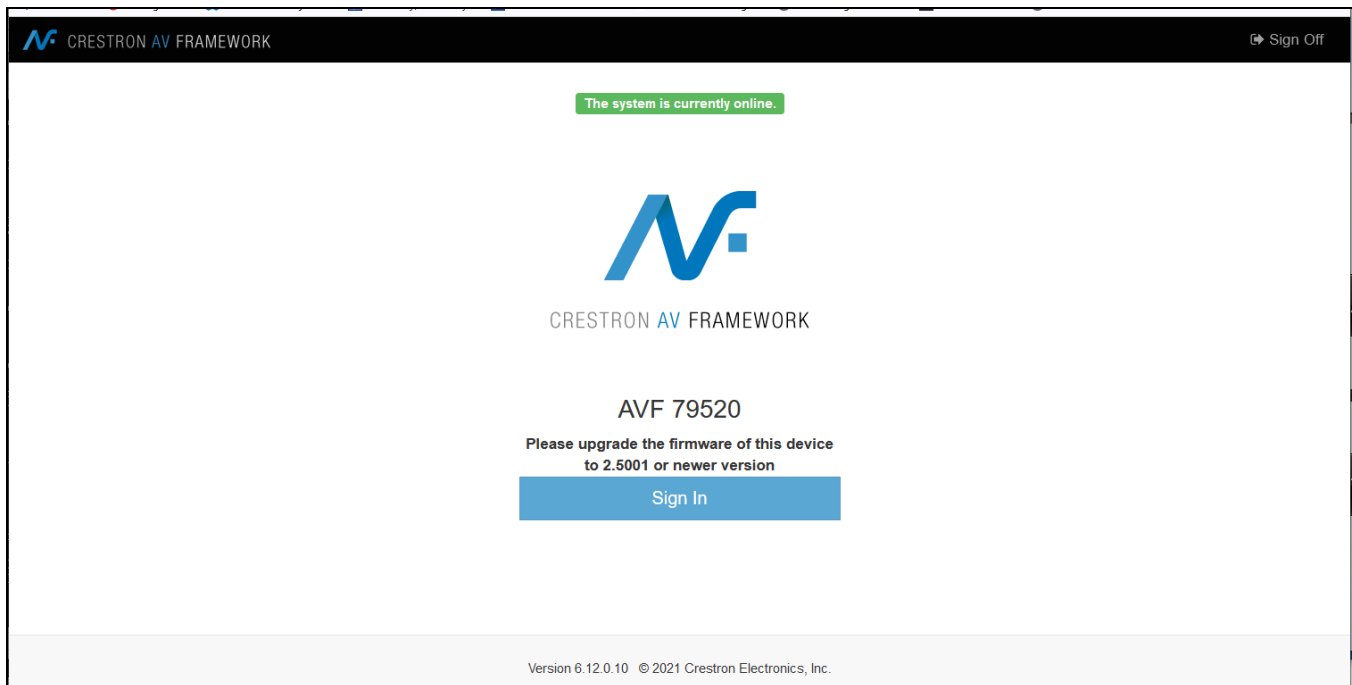 CRESTRON AV FRAMEWORK
Sign Off
The system is currently online.
CRESTRON AV FRAMEWORK
AVF 79520
Please upgrade the firmware of this device
to 2.5001 or newer version
Sign In
Version 6.12.0.10 © 2021 Crestron Electronics, Inc.